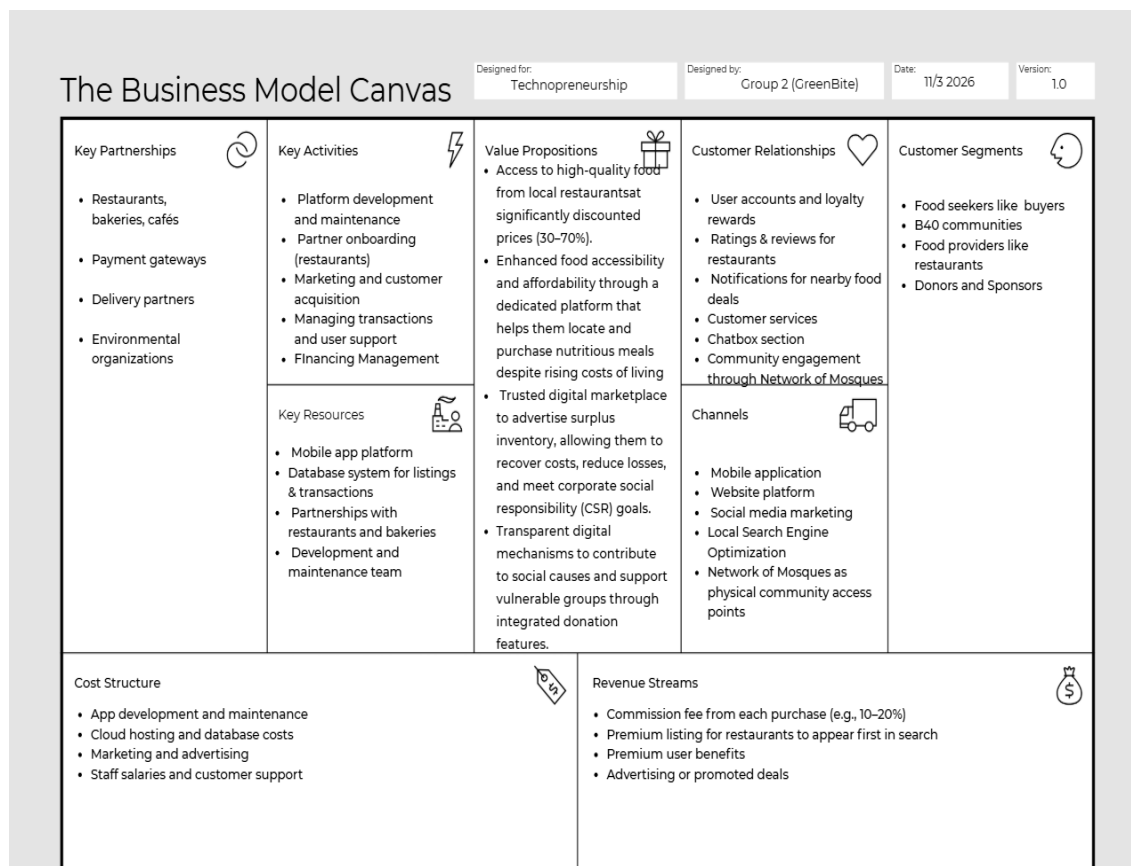 The Business Model Canvas
Designed for:
Technopreneurship
Designed by:
Group 2 (GreenBite)
Date:
11/3 2026
Version:
1.0
Key Partnerships
• Restaurants,
bakeries, cafés
• Payment gateways
• Delivery partners
• Environmental
organizations
Key Activities
• Platform development
and maintenance
• Partner onboarding
(restaurants)
• Marketing and customer
acquisition
• Managing transactions
and user support
• FInancing Management
Key Resources
• Mobile app platform
• Database system for listings
& transactions
• Partnerships with
restaurants and bakeries
• Development and
maintenance team
Value Propositions
• Access to high-quality food
from local restaurantsat
significantly discounted
prices (30–70%).
• Enhanced food accessibility
and affordability through a
dedicated platform that
helps them locate and
purchase nutritious meals
despite rising costs of living
• Trusted digital marketplace
to advertise surplus
inventory, allowing them to
recover costs, reduce losses,
and meet corporate social
responsibility (CSR) goals.
• Transparent digital
mechanisms to contribute
to social causes and support
vulnerable groups through
integrated donation
features.
Customer Relationships
• User accounts and loyalty
rewards
• Ratings & reviews for
restaurants
• Notifications for nearby food
deals
• Customer services
• Chatbox section
• Community engagement
through Network of Mosques
Channels
• Mobile application
• Website platform
• Social media marketing
• Local Search Engine
Optimization
• Network of Mosques as
physical community access
points
Customer Segments
• Food seekers like buyers
• B40 communities
• Food providers like
restaurants
• Donors and Sponsors
Cost Structure
• App development and maintenance
• Cloud hosting and database costs
• Marketing and advertising
• Staff salaries and customer support
Revenue Streams
• Commission fee from each purchase (e.g., 10–20%)
• Premium listing for restaurants to appear first in search
• Premium user benefits
• Advertising or promoted deals